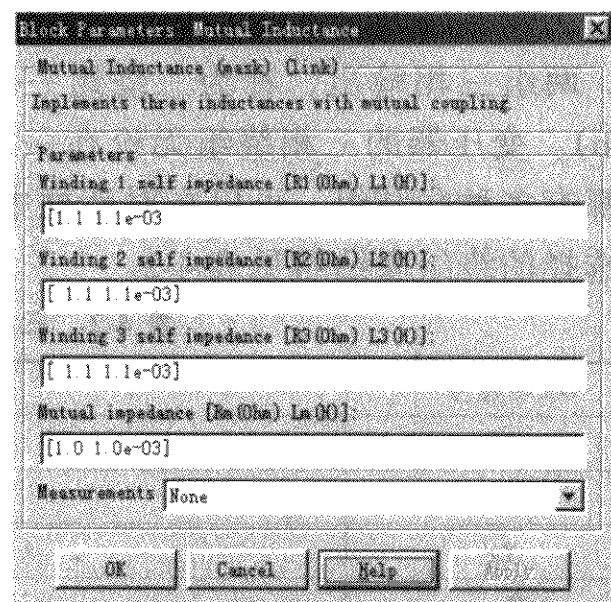 Block Parameters Mutual Inductance
Mutual Inductance (mask) (link)
Implements three inductances with mutual coupling
Parameters
Winding 1 self impedance [R1(Ohm) L1(H)]:
[1.1 1.1e-03
Winding 2 self impedance [R2(Ohm) L2(H)]:
[ 1.1 1.1e-03]
Winding 3 self impedance [R3(Ohm) L3(H)]:
[ 1.1 1.1e-03]
Mutual impedance [Rm(Ohm) Lm(H)]:
[1.0 1.0e-03]
Measurements None
OK Cancel Help Apply